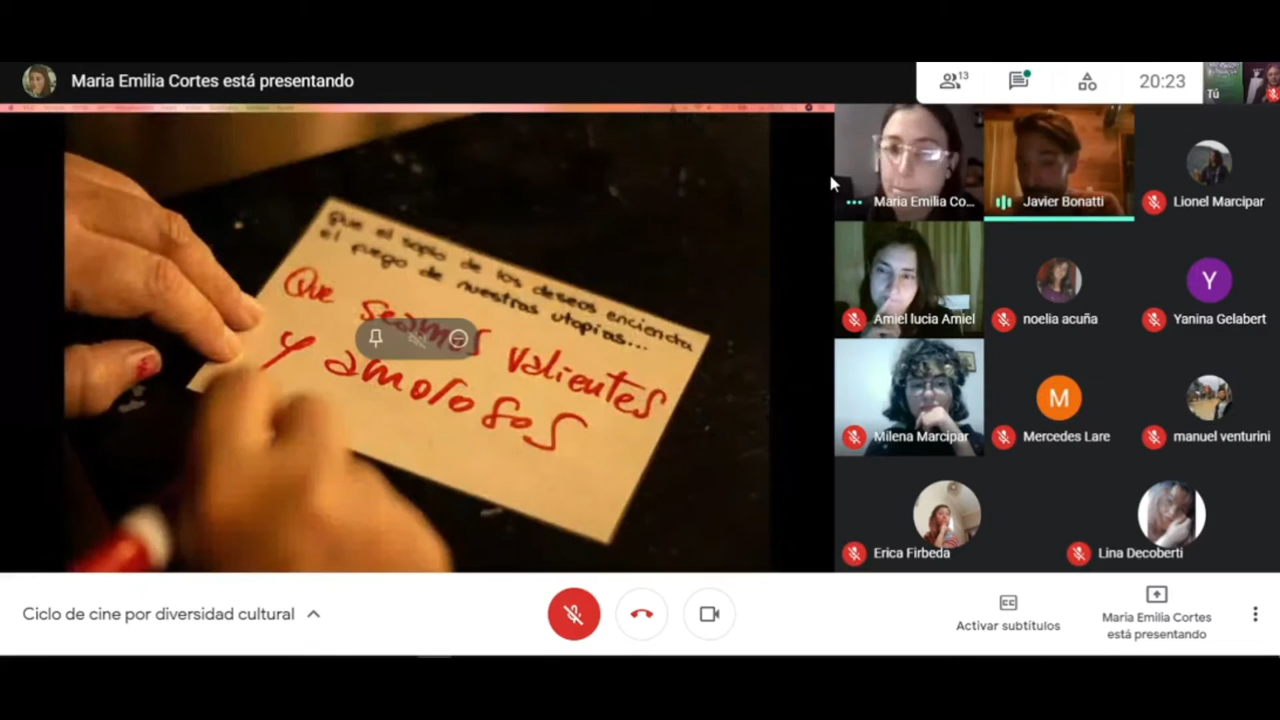 Maria Emilia Cortes está presentando
13
20:23
Tú
que el soplo de los deseos encienda
el fuego de nuestras utopías...
Que seamos valientes
y amorosos
Maria Emilia Co...
Javier Bonatti
Lionel Marcipar
Amiel lucia Amiel
noelia acuña
Y
Yanina Gelabert
Milena Marcipar
M
Mercedes Lare
manuel venturini
Erica Firbeda
Lina Decoberti
Ciclo de cine por diversidad cultural
CC
Activar subtítulos
Maria Emilia Cortes
está presentando